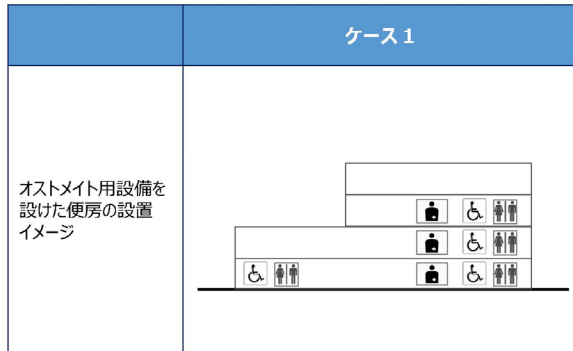 ケース１
オストメイト用設備を
設けた便房の設置
イメージ